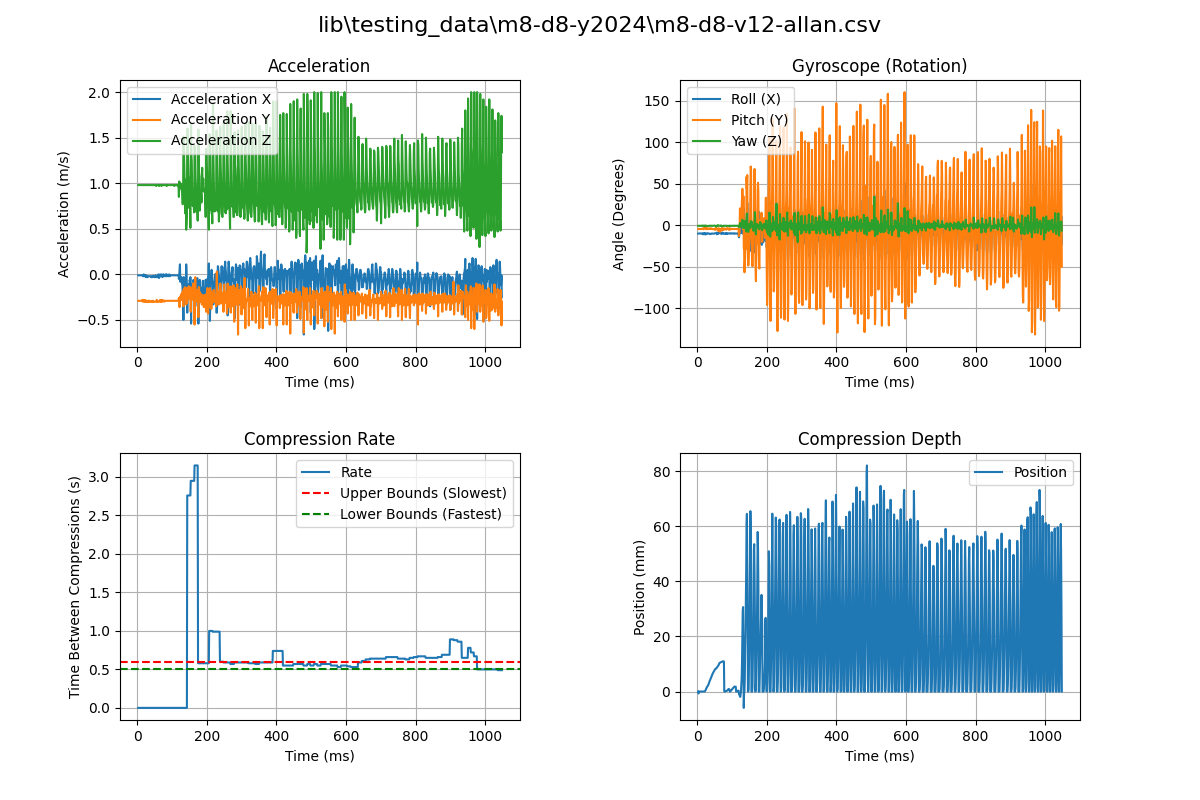 lib\testing_data\m8-d8-y2024\m8-d8-v12-allan.csv
Acceleration
Acceleration (m/s)
2.0
1.5
1.0
0.5
0.0
−0.5
Acceleration X
Acceleration Y
Acceleration Z
0 200 400 600 800 1000
Time (ms)
Gyroscope (Rotation)
Angle (Degrees)
150
100
50
0
−50
−100
Roll (X)
Pitch (Y)
Yaw (Z)
0 200 400 600 800 1000
Time (ms)
Compression Rate
Time Between Compressions (s)
3.0
2.5
2.0
1.5
1.0
0.5
0.0
Rate
Upper Bounds (Slowest)
Lower Bounds (Fastest)
0 200 400 600 800 1000
Time (ms)
Compression Depth
Position (mm)
80
60
40
20
0
Position
0 200 400 600 800 1000
Time (ms)